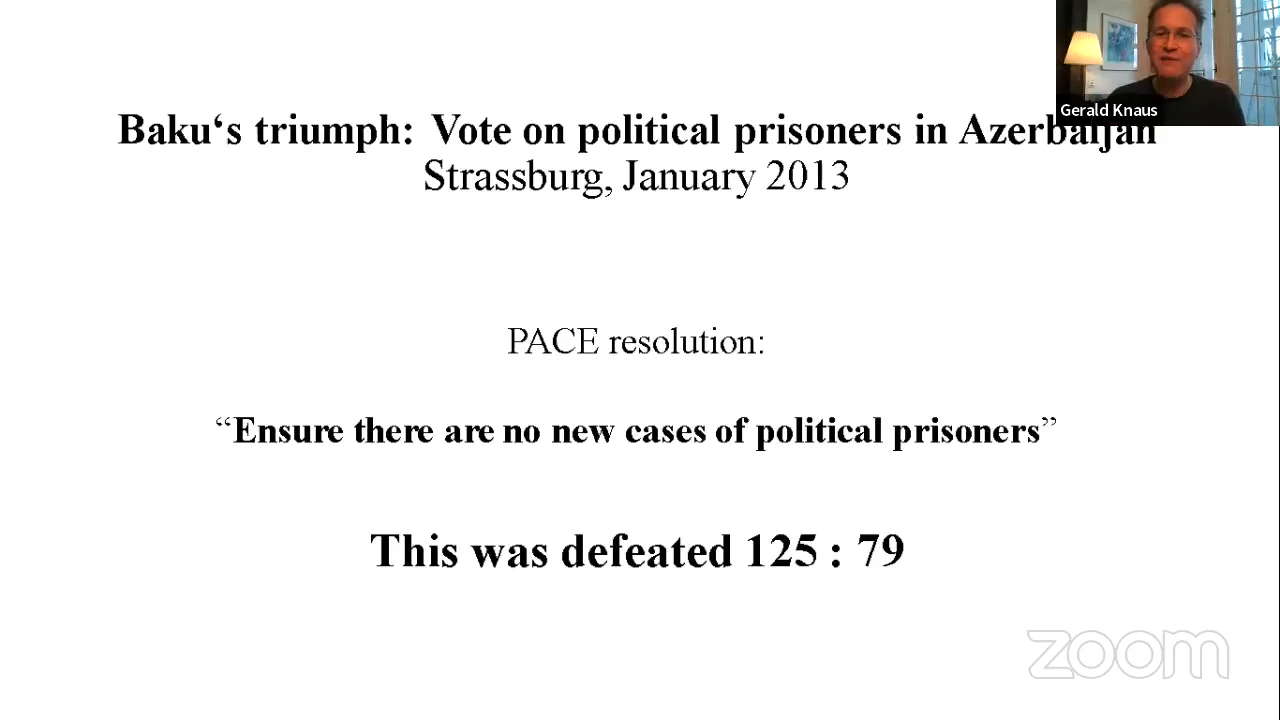 Gerald Knaus
Baku‘s triumph: Vote on political prisoners in Azerbaijan
Strassburg, January 2013
PACE resolution:
“Ensure there are no new cases of political prisoners”
This was defeated 125 : 79
zoom